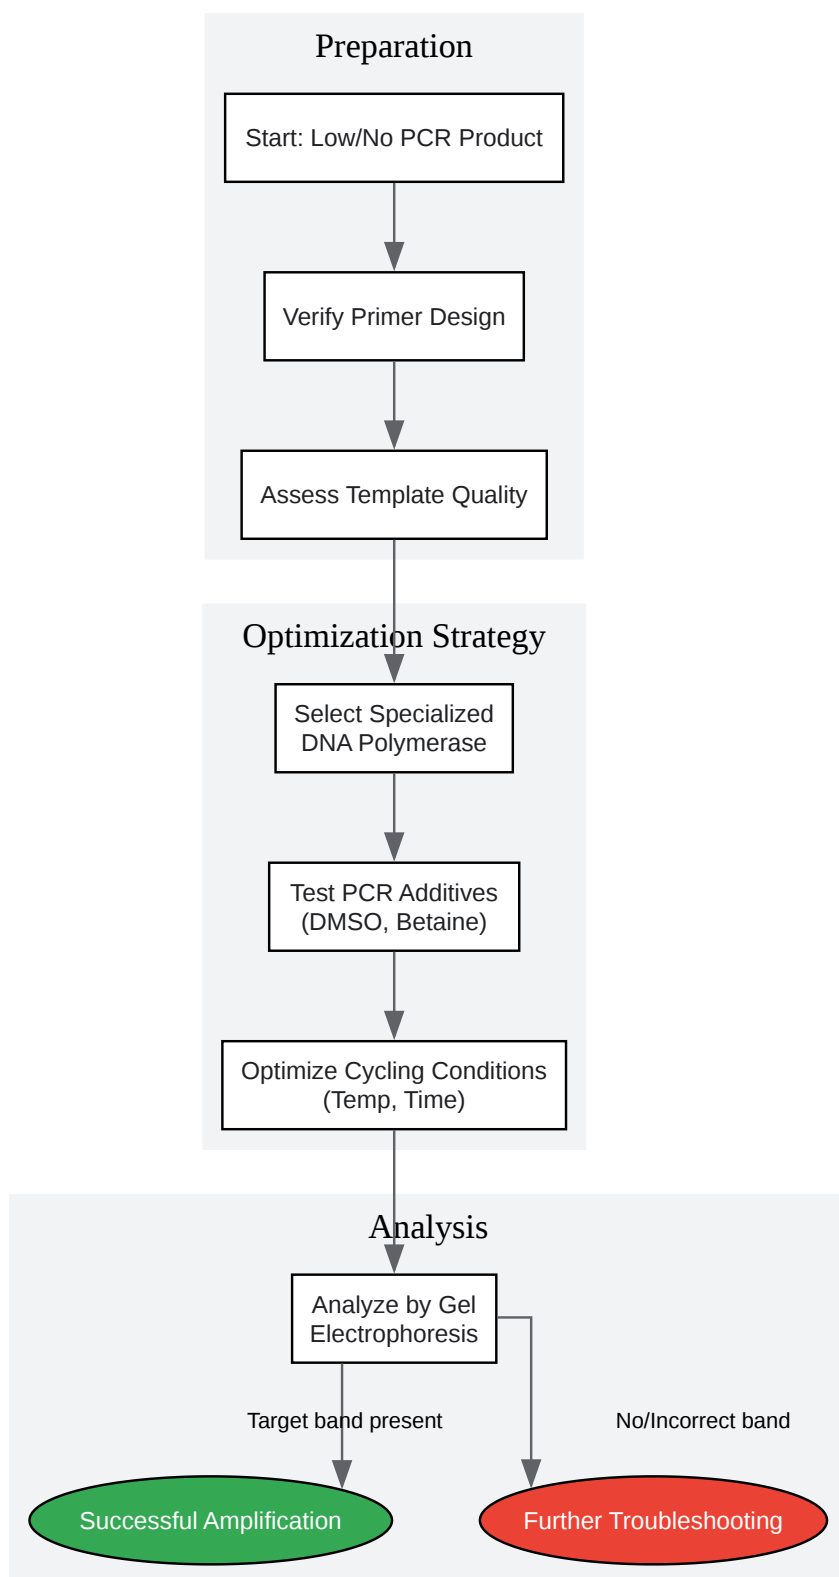 Preparation
Start: Low/No PCR Product
Verify Primer Design
Assess Template Quality
Optimization Strategy
Select Specialized
DNA Polymerase
Test PCR Additives
(DMSO, Betaine)
Optimize Cycling Conditions
(Temp, Time)
Analysis
Analyze by Gel
Electrophoresis
Target band present
No/Incorrect band
Successful Amplification
Further Troubleshooting